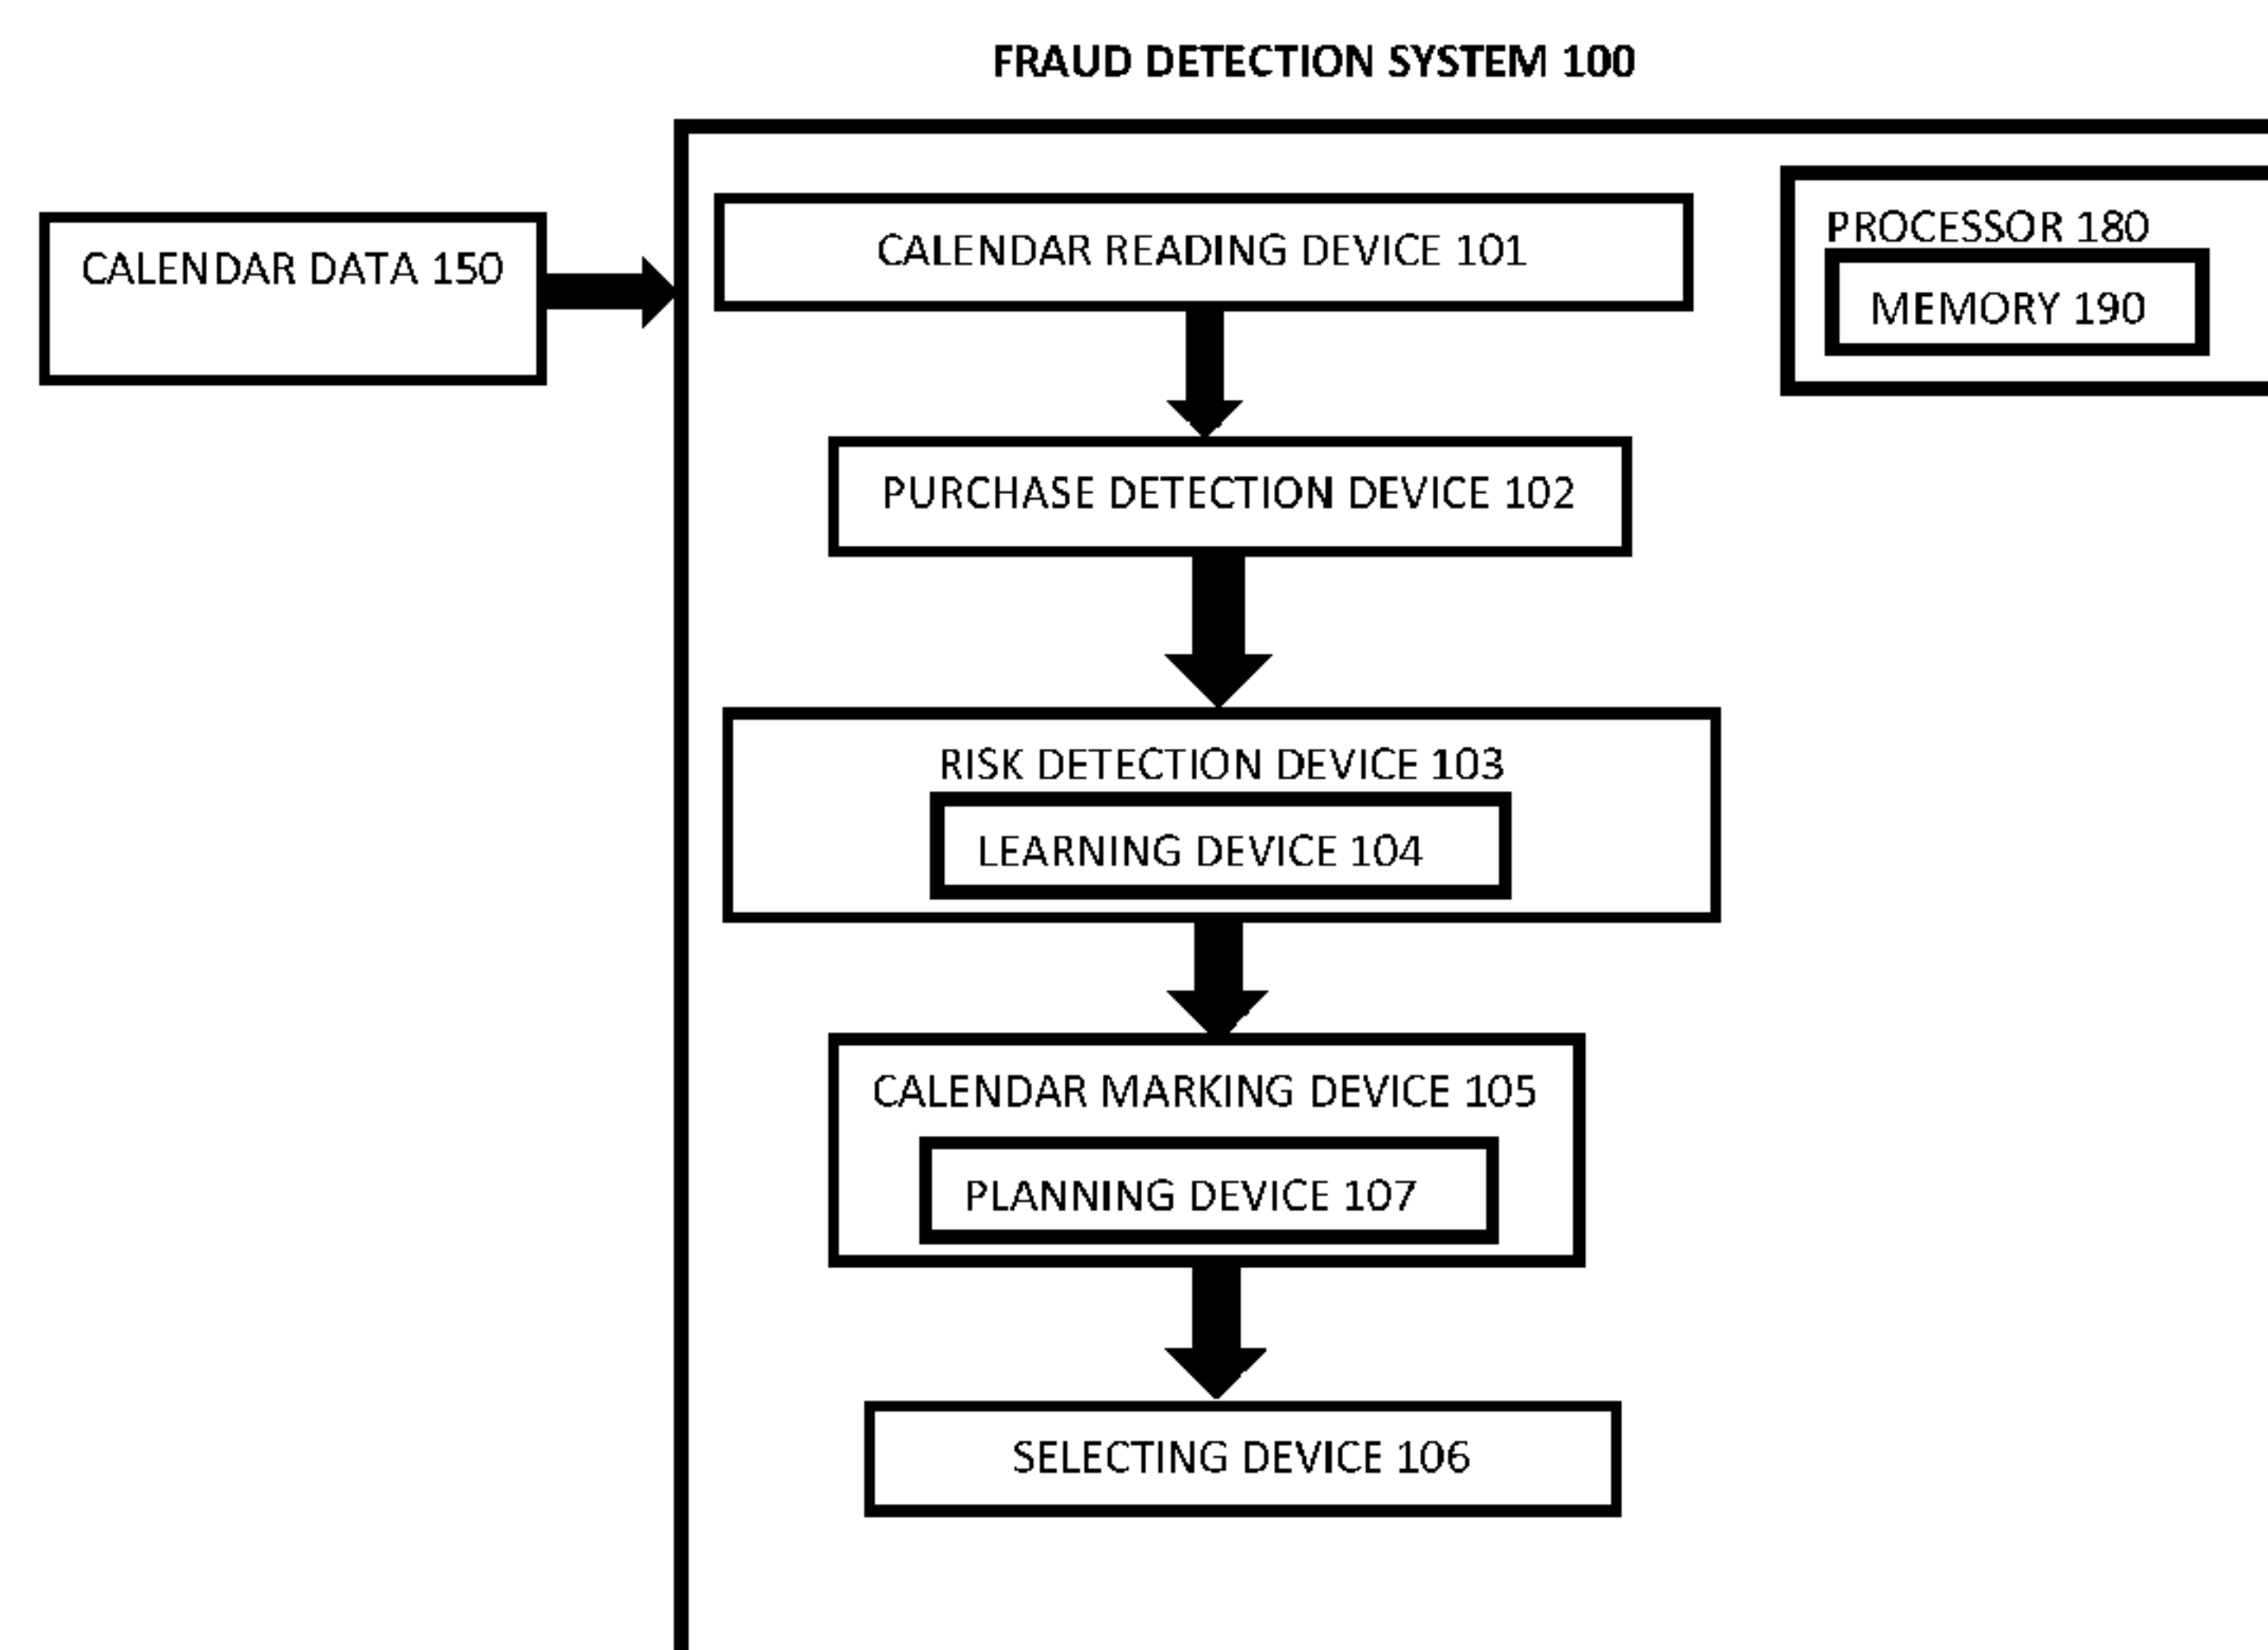 FRAUD DETECTION SYSTEM 100
CALENDAR DATA 150
CALENDAR READING DEVICE 101
PROCESSOR 180
MEMORY 190
PURCHASE DETECTION DEVICE 102
RISK DETECTION DEVICE 103
LEARNING DEVICE 104
CALENDAR MARKING DEVICE 105
PLANNING DEVICE 107
SELECTING DEVICE 106